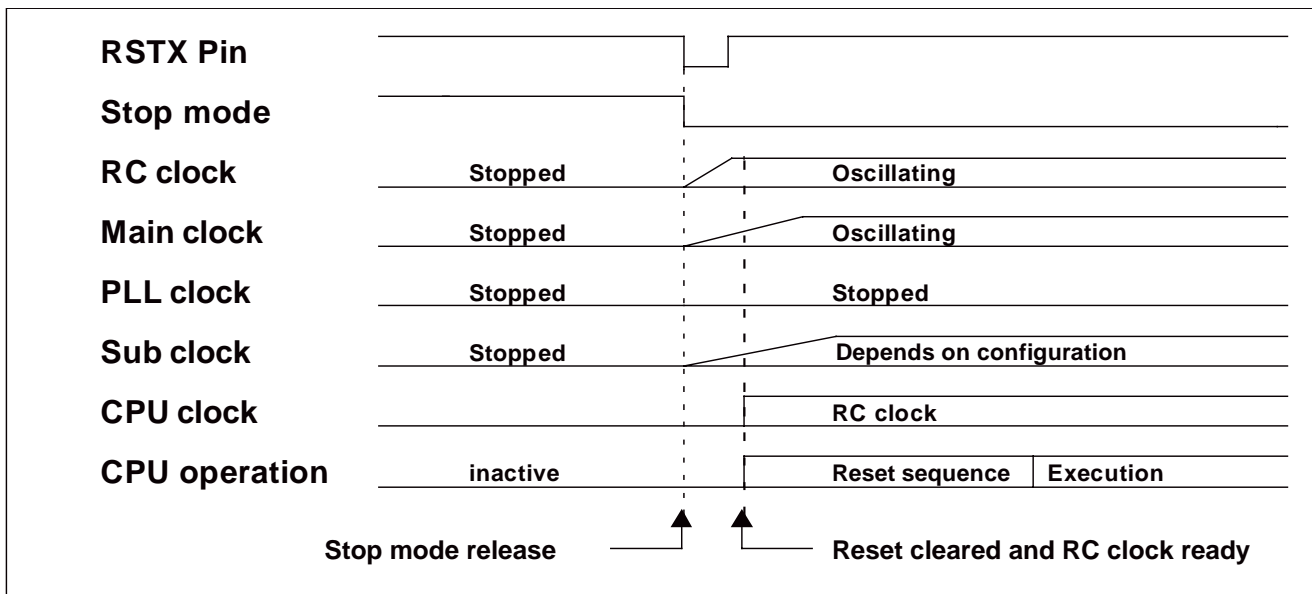 RSTX Pin
Stop mode
RC clock Stopped Oscillating
Main clock Stopped Oscillating
PLL clock Stopped Stopped
Sub clock Stopped Depends on configuration
CPU clock RC clock
CPU operation inactive Reset sequence Execution
Stop mode release Reset cleared and RC clock ready